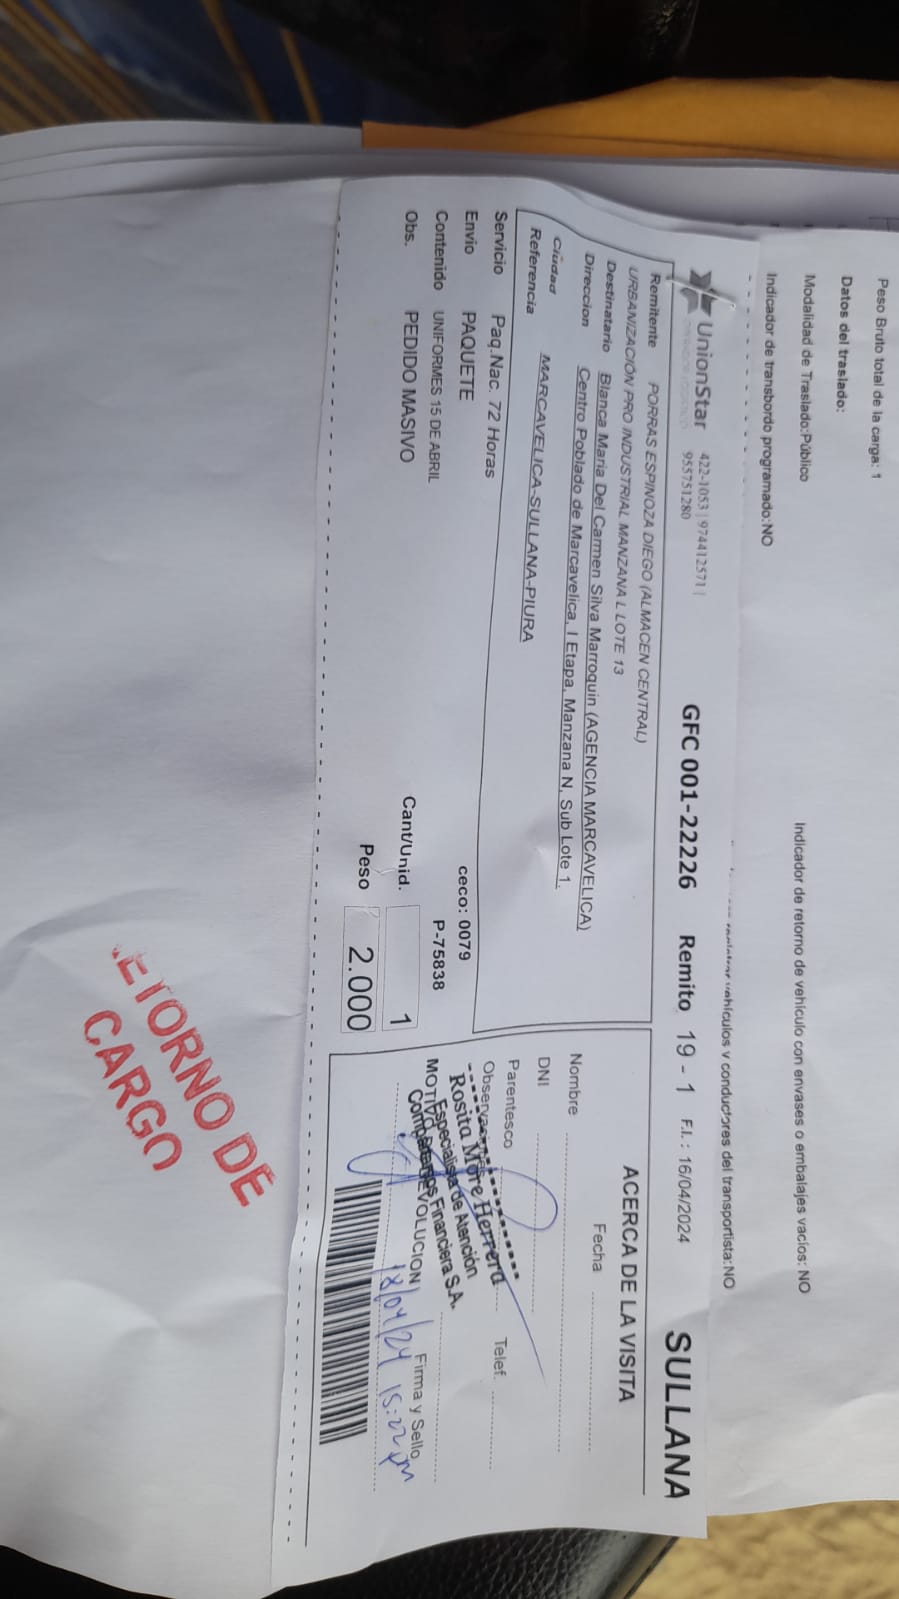 Peso Bruto total de la carga: 1
Datos del traslado:
Modalidad de Traslado:Público
Indicador de retorno de vehículo con envases o embalajes vacíos: NO
Indicador de transbordo programado:NO
vehículos y conductores del transportista:NO
UnionStar
422-1053 | 974412571 |
955751280
GFC 001-22226
Remito 19 - 1
F.I. : 16/04/2024
SULLANA
Remitente PORRAS ESPINOZA DIEGO (ALMACEN CENTRAL)
URBANIZACIÓN PRO INDUSTRIAL MANZANA L LOTE 13
Destinatario Blanca Maria Del Carmen Silva Marroquin (AGENCIA MARCAVELICA)
Direccion Centro Poblado de Marcavelica, I Etapa, Manzana N, Sub Lote 1,
Ciudad
MARCAVELICA-SULLANA-PIURA
Referencia
Servicio Paq.Nac. 72 Horas
Envio PAQUETE
Contenido UNIFORMES 15 DE ABRIL
Obs. PEDIDO MASIVO
ceco: 0079
P-75838
Cant/Unid. 1
Peso 2.000
ACERCA DE LA VISITA
Fecha
Nombre
DNI
Parentesco
Telef.
Rosita More Herrera
Especialista de Atención
Compartamos Financiera S.A.
MOTIVO DEVOLUCION
Firma y Sello
18/04/24 15:22 pm
ETORNO DE
CARGO